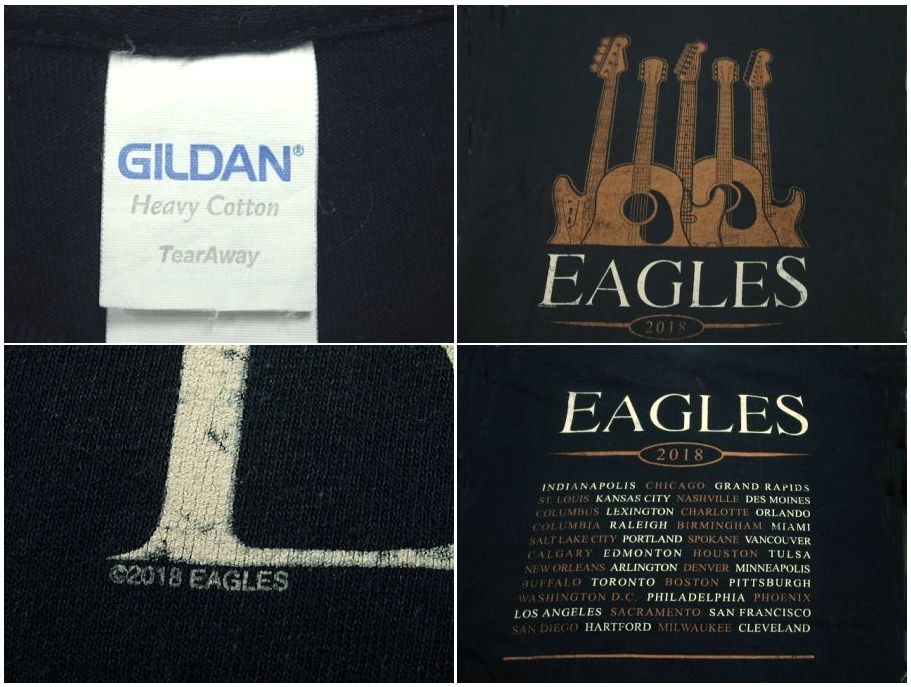 GILDAN®
Heavy Cotton
TearAway
EAGLES
2018
©2018 EAGLES
EAGLES
2018
INDIANAPOLIS CHICAGO GRAND RAPIDS
ST. LOUIS KANSAS CITY NASHVILLE DES MOINES
COLUMBUS LEXINGTON CHARLOTTE ORLANDO
COLUMBIA RALEIGH BIRMINGHAM MIAMI
SALT LAKE CITY PORTLAND SPOKANE VANCOUVER
CALGARY EDMONTON HOUSTON TULSA
NEW ORLEANS ARLINGTON DENVER MINNEAPOLIS
BUFFALO TORONTO BOSTON PITTSBURGH
WASHINGTON D.C. PHILADELPHIA PHOENIX
LOS ANGELES SACRAMENTO SAN FRANCISCO
SAN DIEGO HARTFORD MILWAUKEE CLEVELAND